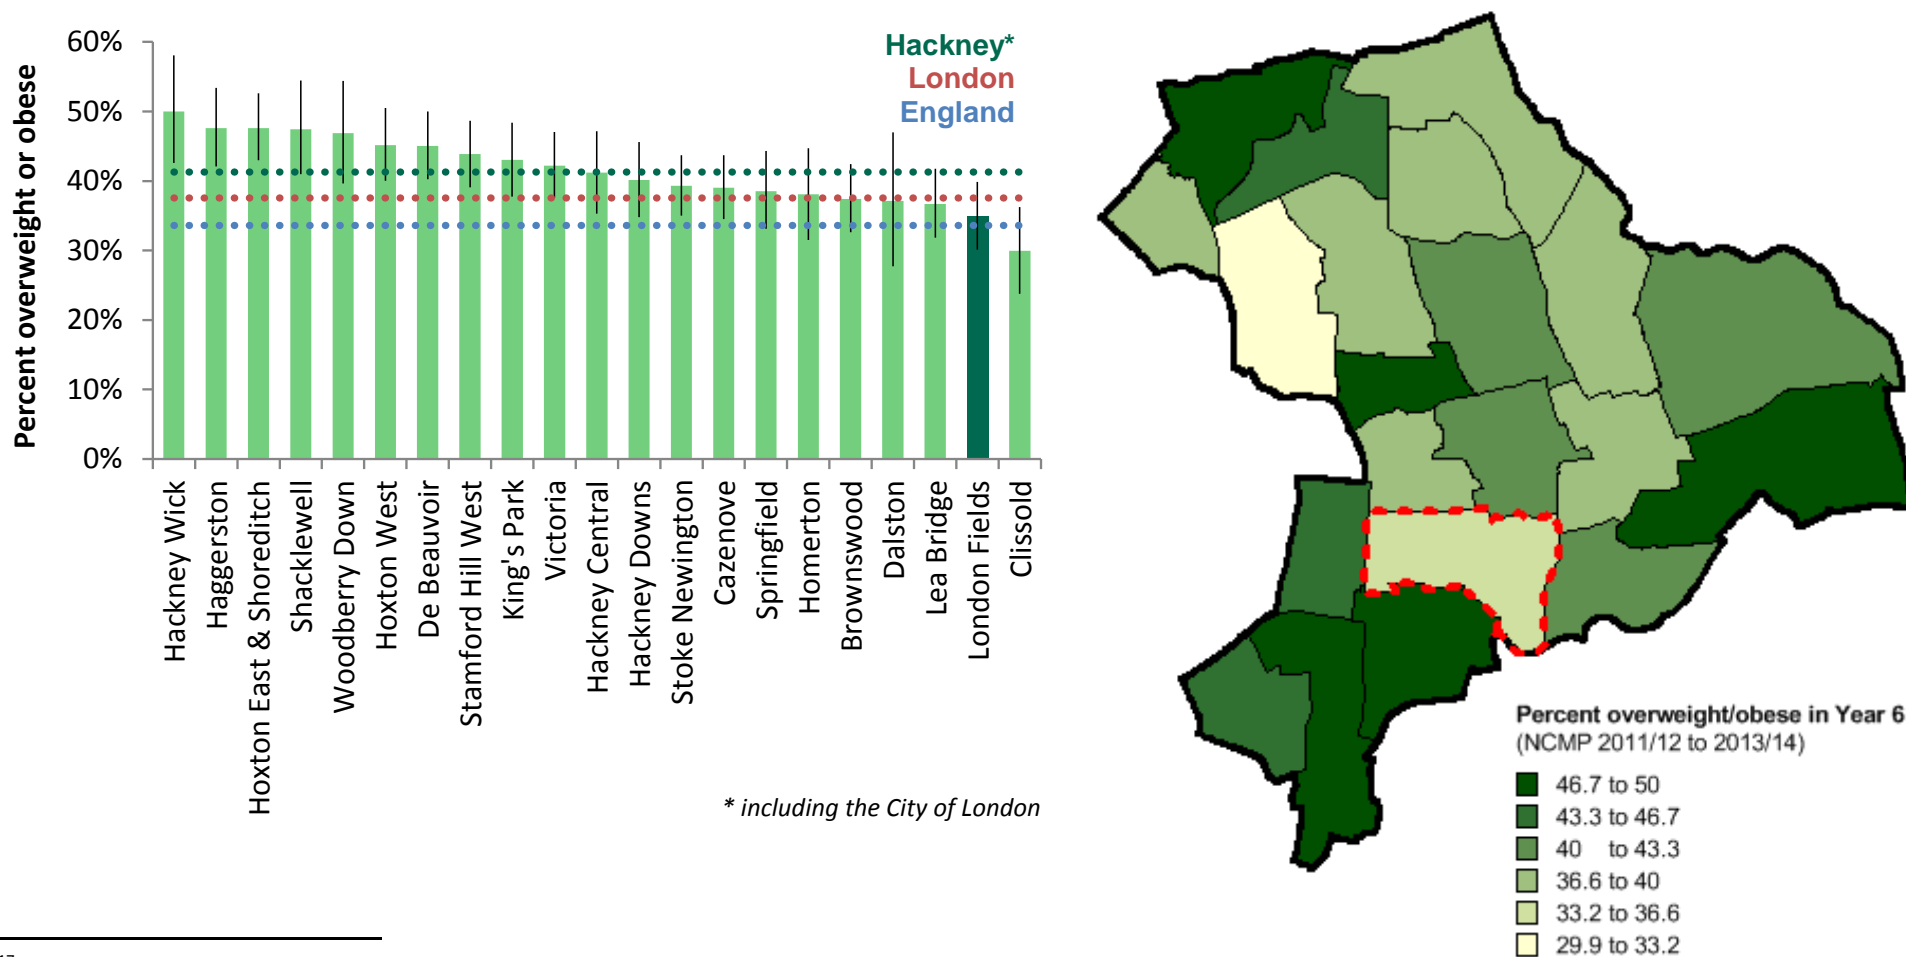 Percent overweight or obese
60%
50%
40%
30%
20%
10%
0%
Hackney*
London
England
Hackney Wick
Haggerston
Hoxton East & Shoreditch
Shacklewell
Woodberry Down
Hoxton West
De Beauvoir
Stamford Hill West
King's Park
Victoria
Hackney Central
Hackney Downs
Stoke Newington
Cazenove
Springfield
Homerton
Brownswood
Dalston
Lea Bridge
London Fields
Clissold
* including the City of London
Percent overweight/obese in Year 6
(NCMP 2011/12 to 2013/14)
46.7 to 50
43.3 to 46.7
40 to 43.3
36.6 to 40
33.2 to 36.6
29.9 to 33.2